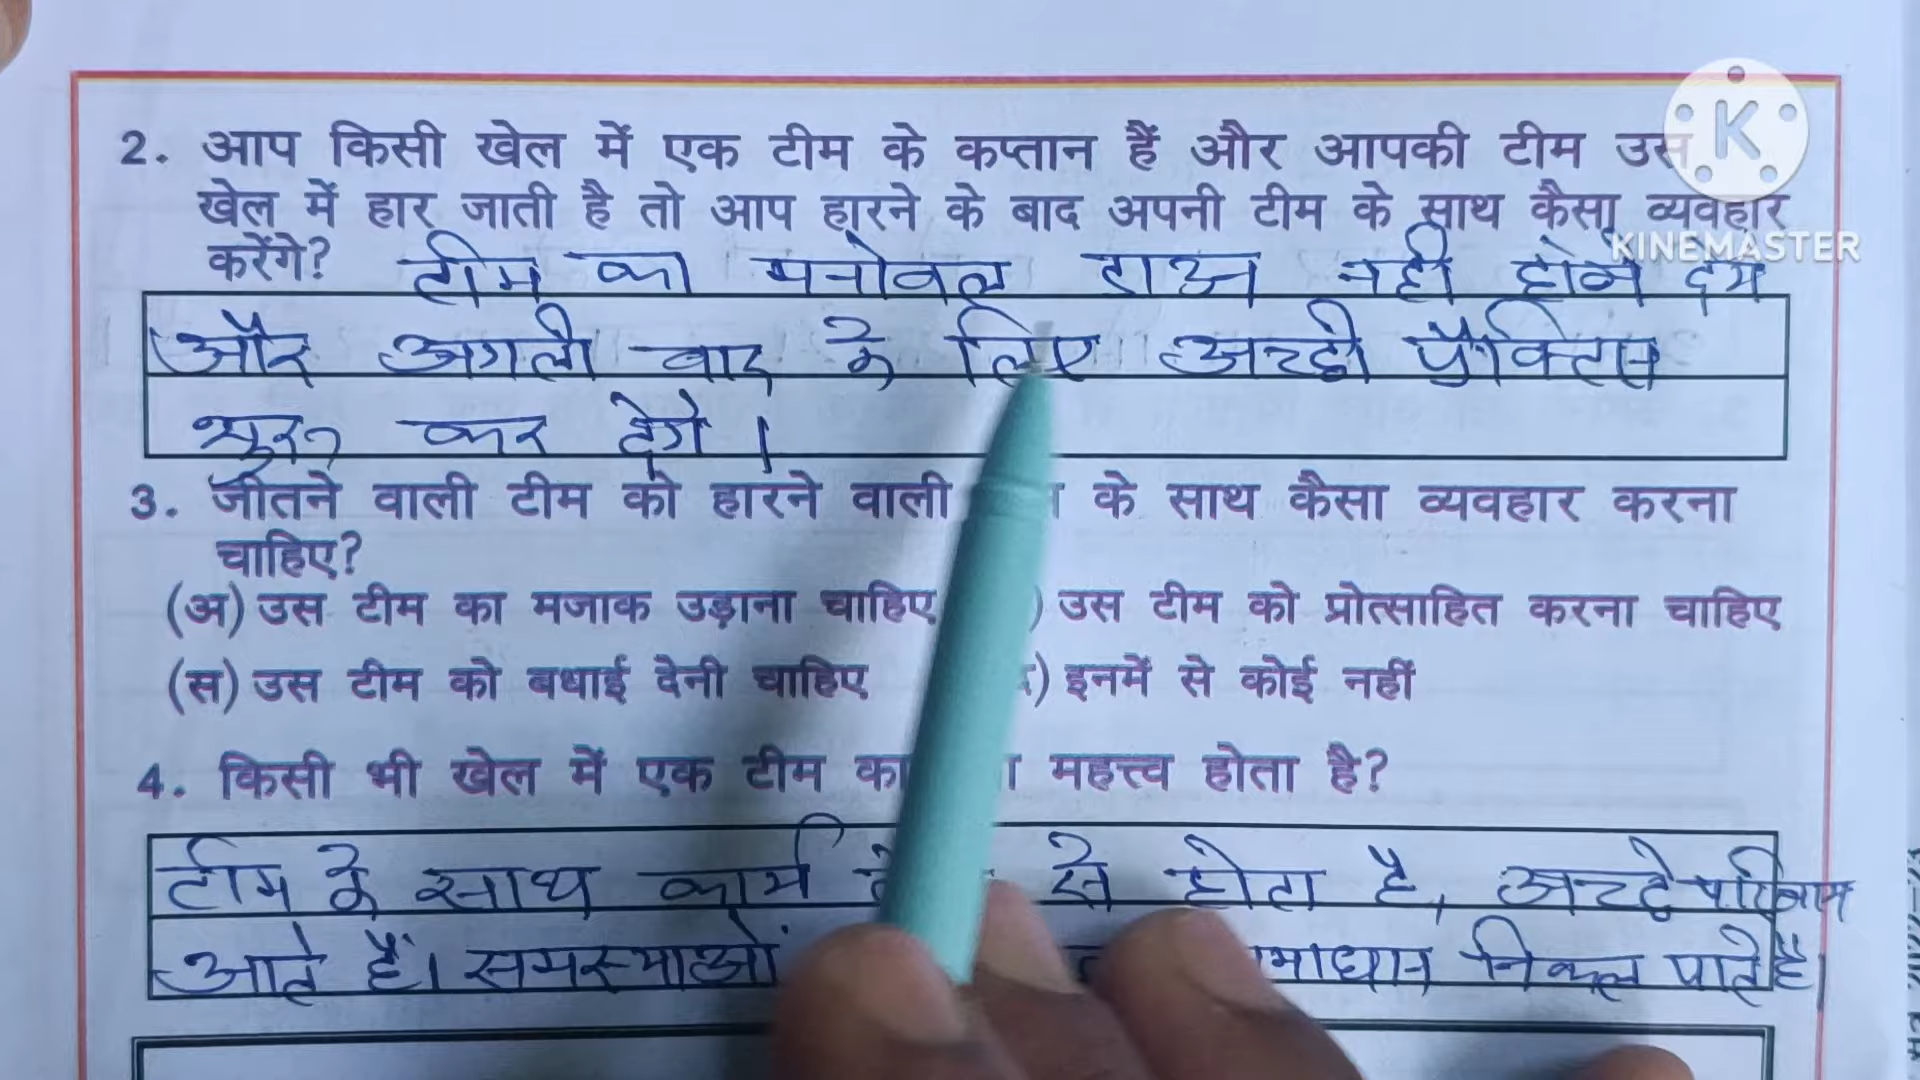 2. आप किसी खेल में एक टीम के कप्तान हैं और आपकी टीम उस
खेल में हार जाती है तो आप हारने के बाद अपनी टीम के साथ कैसा व्यवहार
करेंगे? टीम का मनोबल डाउन नहीं होने देगे
KINEMASTER
और अगली बार के लिए अच्छी प्रैक्टिस
शुरू कर देगे।
3. जीतने वाली टीम को हारने वाली के साथ कैसा व्यवहार करना
चाहिए?
(अ) उस टीम का मजाक उड़ाना चाहिए ) उस टीम को प्रोत्साहित करना चाहिए
(स) उस टीम को बधाई देनी चाहिए ) इनमें से कोई नहीं
4. किसी भी खेल में एक टीम का महत्त्व होता है?
टीम के साथ कार्य से होता है, अच्छे परिणाम
आते हैं। समस्याओं निकल पाते है।